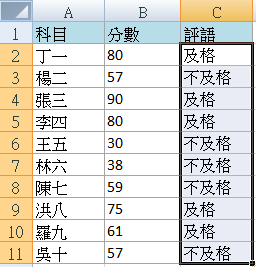 A B C
1 科目 分數 評語
2 丁一 80 及格
3 楊二 57 不及格
4 張三 90 及格
5 李四 80 及格
6 王五 30 不及格
7 林六 38 不及格
8 陳七 59 不及格
9 洪八 75 及格
10 羅九 61 及格
11 吳十 57 不及格